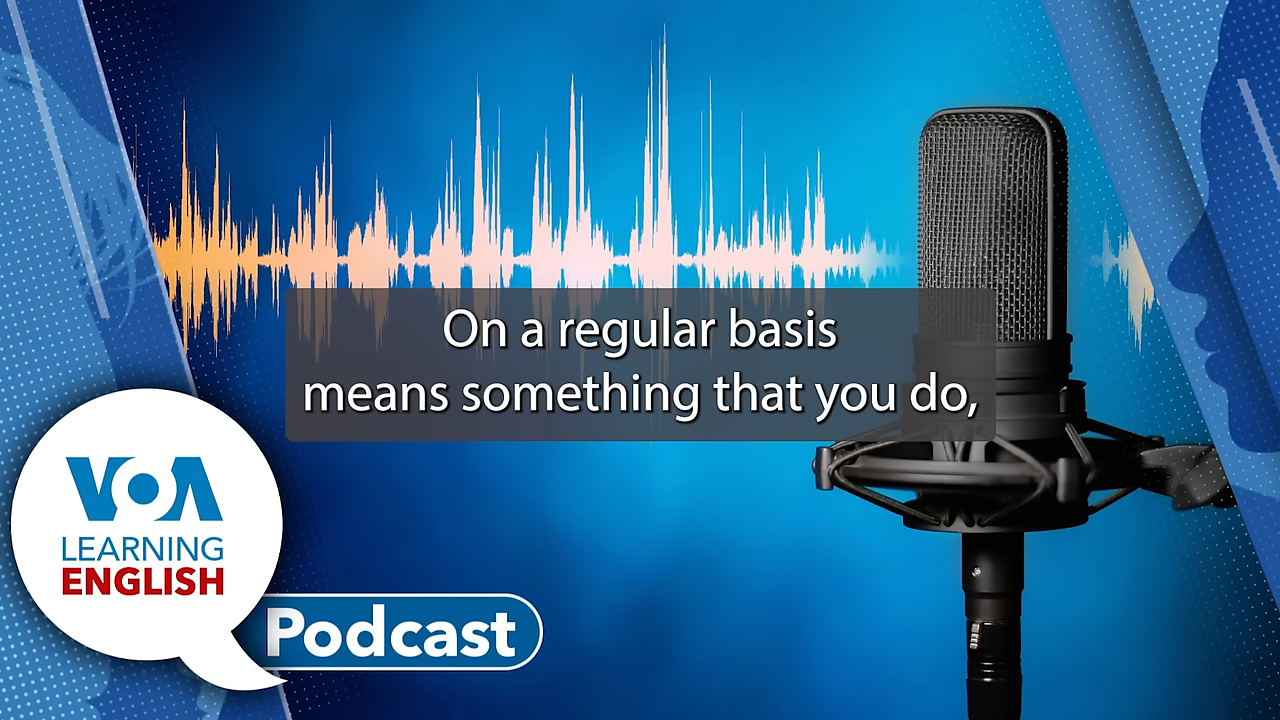 On a regular basis
means something that you do,
VOA
LEARNING
ENGLISH
Podcast